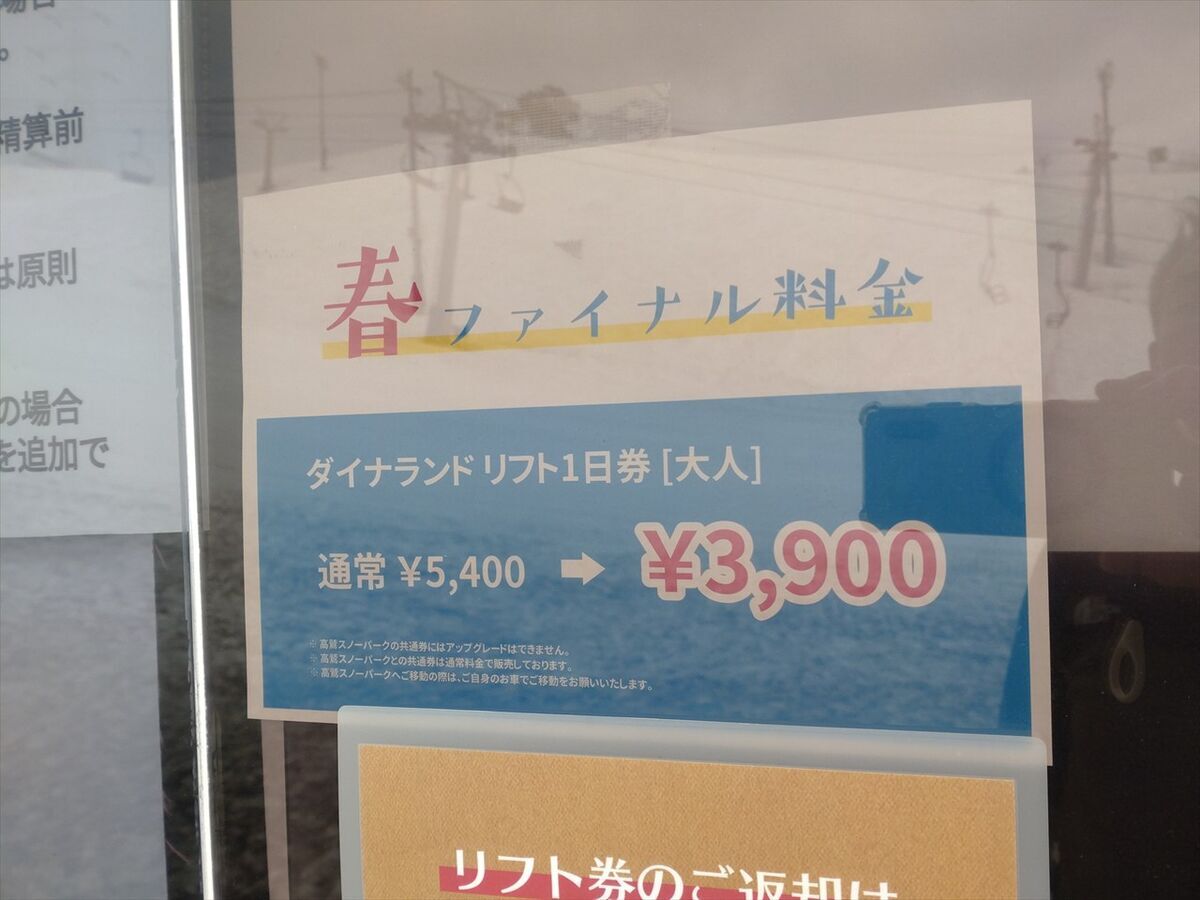 場合
。
精算前
は原則
の場合
を追加で
春ファイナル料金
ダイナランド リフト1日券 [大人]
通常 ¥5,400 ➡ ¥3,900
※高鷲スノーパークの共通券にはアップグレードはできません。
※高鷲スノーパークとの共通券は通常料金で販売しております。
※高鷲スノーパークへご移動の際は、ご自身のお車でご移動をお願いいたします。
リフト券のご返却は